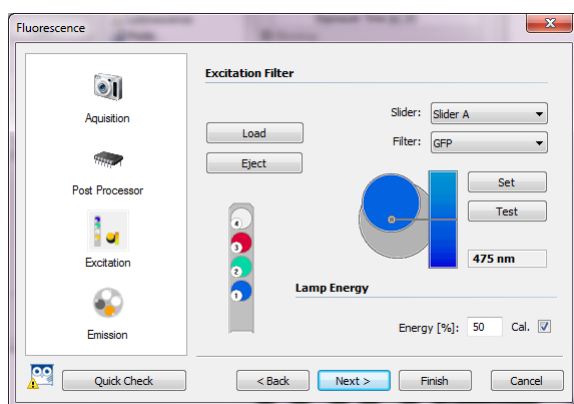 Fluorescence
Aquisition
Post Processor
Excitation
Emission
Excitation Filter
Slider: Slider A
Load
Filter: GFP
Eject
Set
Test
4
3
2
1
475 nm
Lamp Energy
Energy [%]: 50 Cal.
Quick Check
< Back
Next >
Finish
Cancel